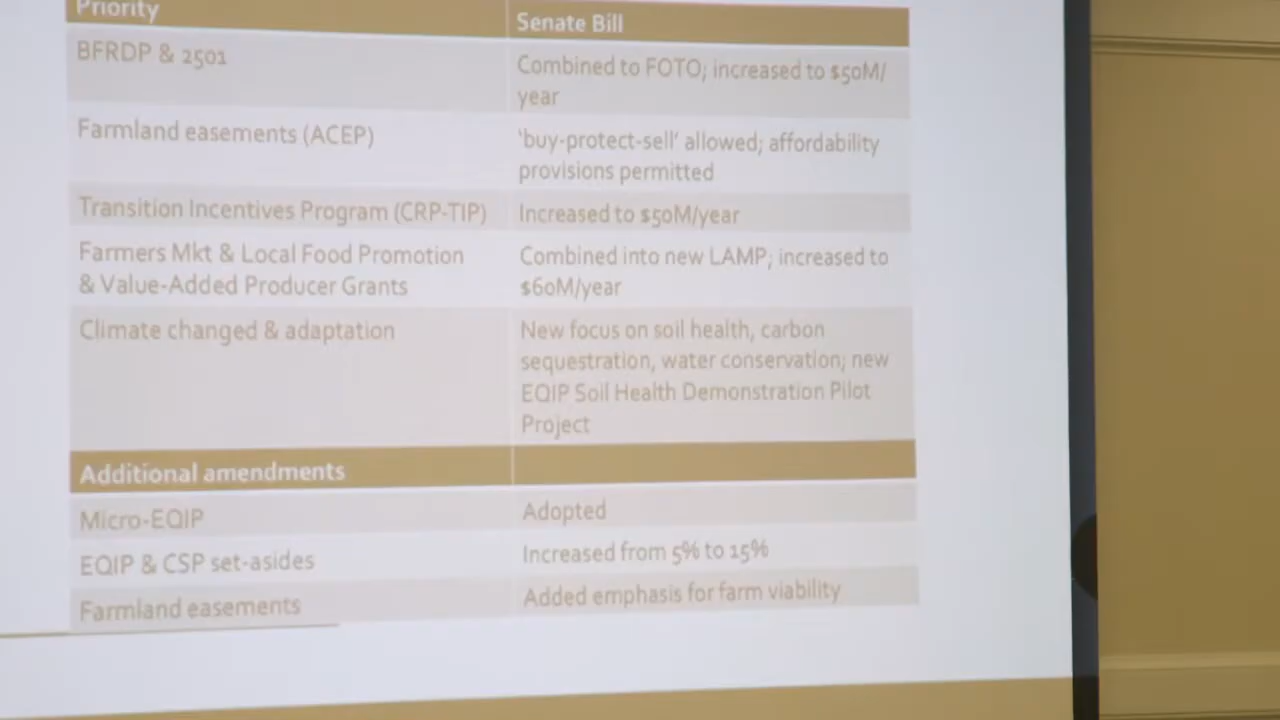 Priority
Senate Bill
BFRDP & 2501
Combined to FOTO; increased to $50M/
year
Farmland easements (ACEP)
'buy-protect-sell' allowed; affordability
provisions permitted
Transition Incentives Program (CRP-TIP)
Increased to $50M/year
Farmers Mkt & Local Food Promotion
& Value-Added Producer Grants
Combined into new LAMP; increased to
$60M/year
Climate changed & adaptation
New focus on soil health, carbon
sequestration, water conservation; new
EQIP Soil Health Demonstration Pilot
Project
Additional amendments
Micro-EQIP
Adopted
EQIP & CSP set-asides
Increased from 5% to 15%
Farmland easements
Added emphasis for farm viability